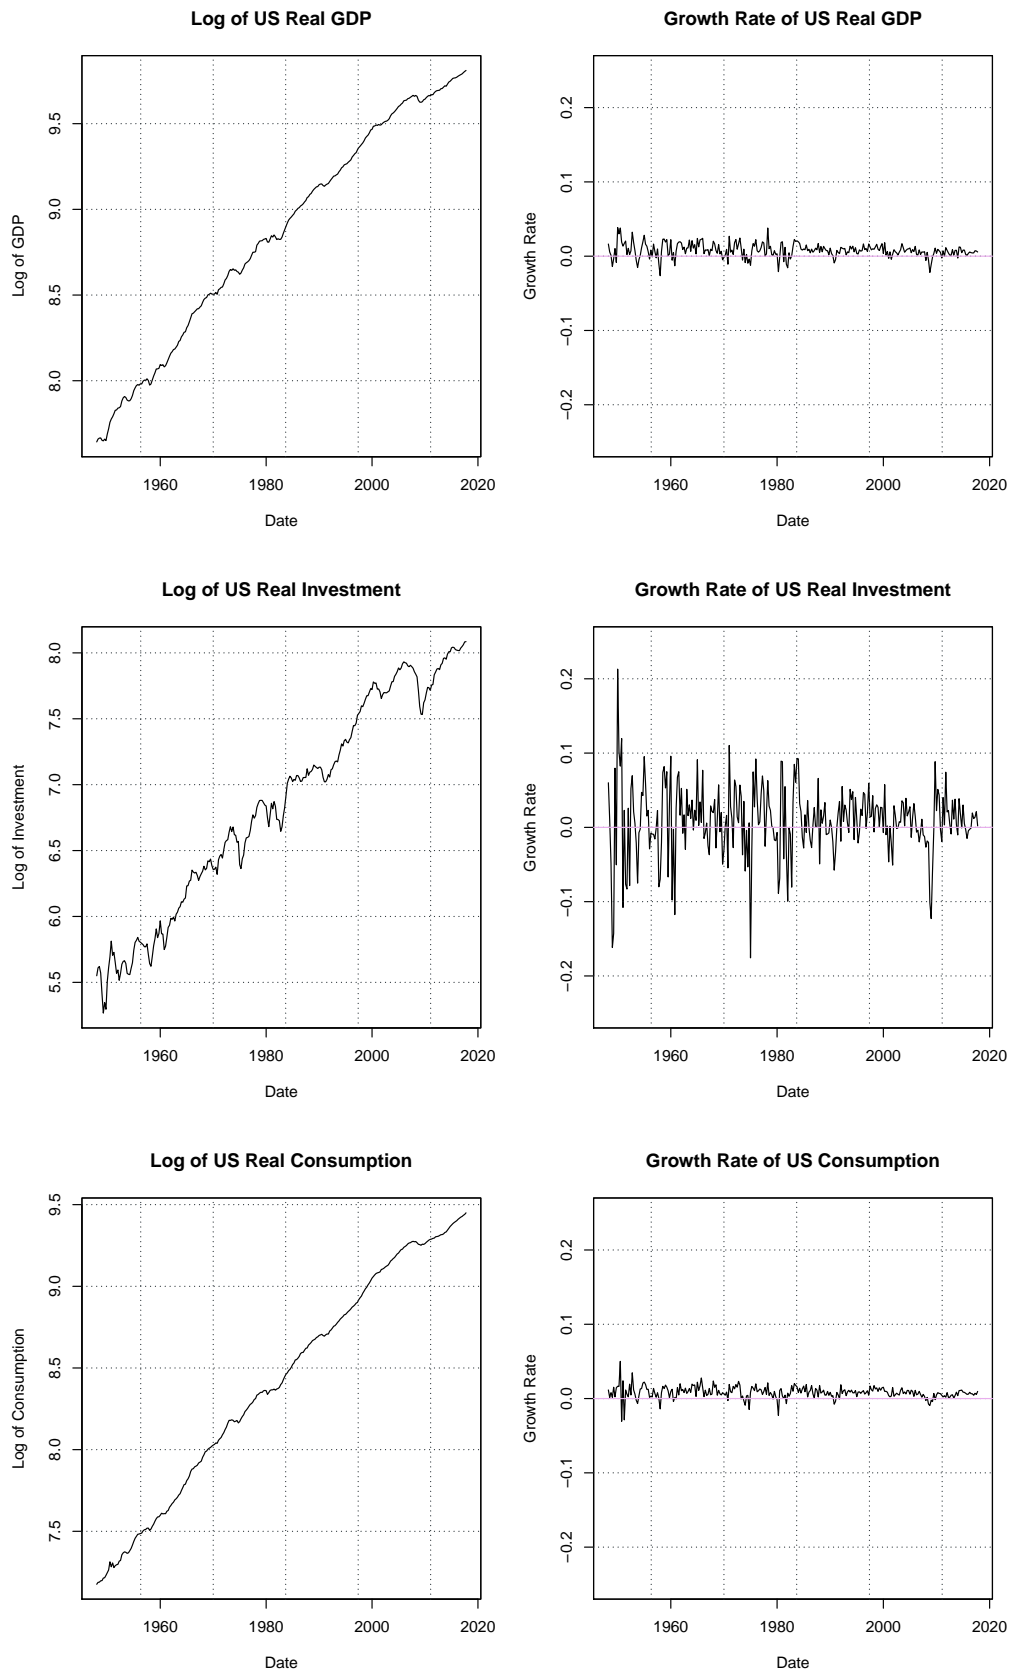 Log of US Real GDP
Log of GDP
9.5
9.0
8.5
8.0
1960 1980 2000 2020
Date
Growth Rate of US Real GDP
Growth Rate
0.2
0.1
0.0
−0.1
−0.2
1960 1980 2000 2020
Date
Log of US Real Investment
Log of Investment
8.0
7.5
7.0
6.5
6.0
5.5
1960 1980 2000 2020
Date
Growth Rate of US Real Investment
Growth Rate
0.2
0.1
0.0
−0.1
−0.2
1960 1980 2000 2020
Date
Log of US Real Consumption
Log of Consumption
9.5
9.0
8.5
8.0
7.5
1960 1980 2000 2020
Date
Growth Rate of US Consumption
Growth Rate
0.2
0.1
0.0
−0.1
−0.2
1960 1980 2000 2020
Date